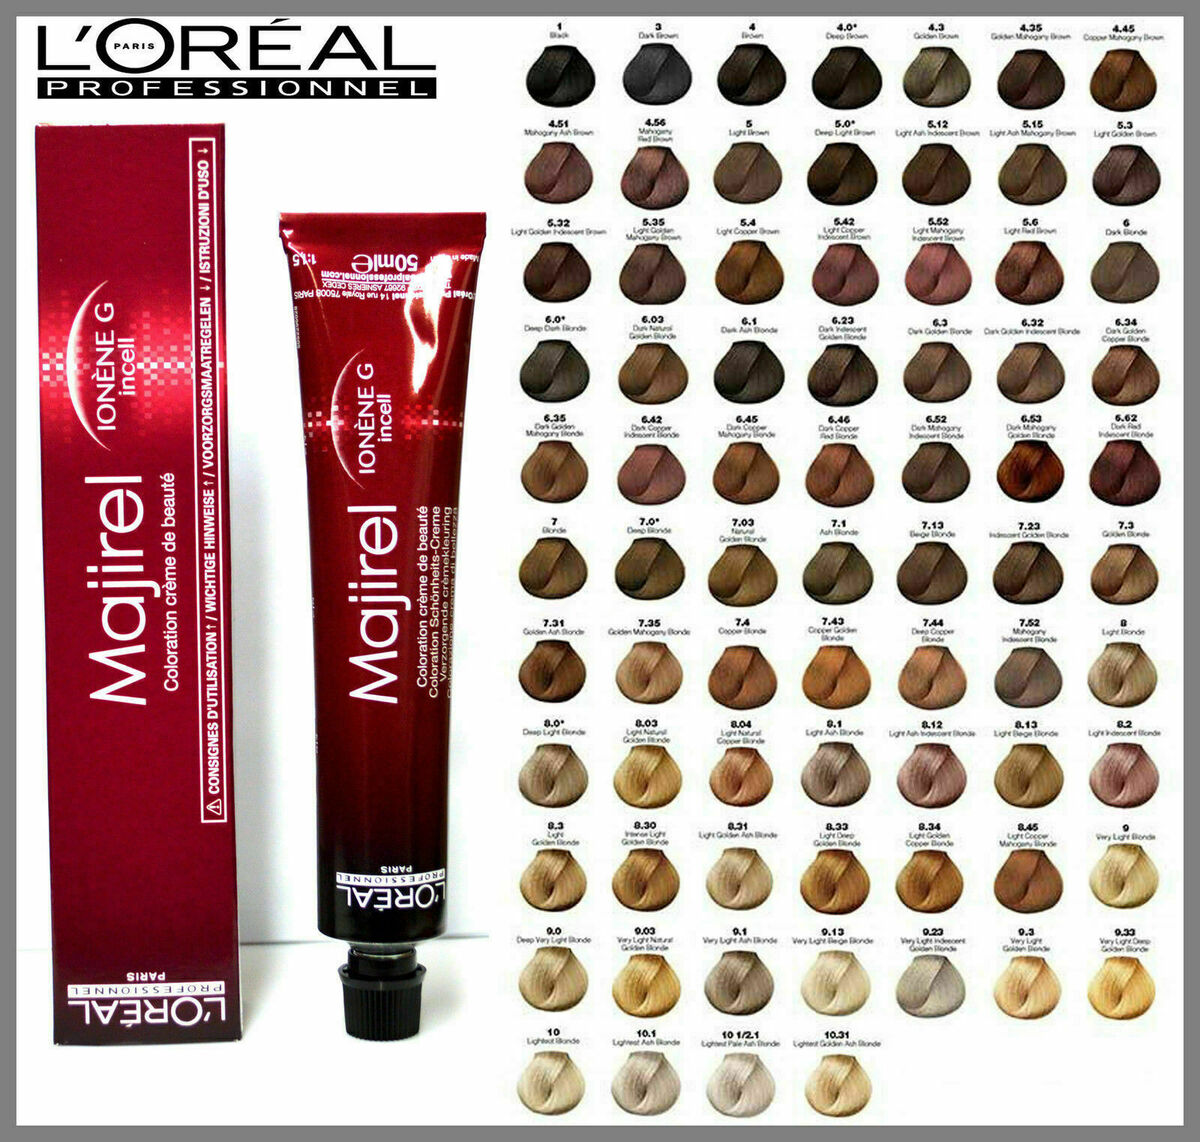 L'ORÉAL
PARIS
PROFESSIONNEL
IONÈNE G
incell
Majirel
Coloration crème de beauté
⚠ CONSIGNES D'UTILISATION ↑ / WICHTIGE HINWEISE ↑ / VOORZORGSMAATREGELEN ↓ / ISTRUZIONI D'USO ↓
L'ORÉAL
PROFESSIONNEL
PARIS
1:1.5
50ml℮
14 rue Royale 75008 PARIS
92667 ASNIÈRES CEDEX
IONÈNE G
incell
Majirel
Coloration crème de beauté
Coloration Schönheits-Creme
Verzorgende crèmekleuring
Colorazione crema di bellezza
L'ORÉAL
PROFESSIONNEL
PARIS
1 3 4 4.0* 4.3 4.35 4.45
Black Dark Brown Brown Deep Brown Golden Brown Golden Mahogany Brown Copper Mahogany Brown
4.51 4.56 5 5.0* 5.12 5.15 5.3
Mahogany Ash Brown Mahogany Red Brown Light Brown Deep Light Brown Light Ash Iridescent Brown Light Ash Mahogany Brown Light Golden Brown
5.32 5.35 5.4 5.42 5.52 5.6 6
Light Golden Iridescent Brown Light Golden Mahogany Brown Light Copper Brown Light Copper Iridescent Brown Light Mahogany Iridescent Brown Light Red Brown Dark Blonde
6.0* 6.03 6.1 6.23 6.3 6.32 6.34
Deep Dark Blonde Dark Natural Golden Blonde Dark Ash Blonde Dark Iridescent Golden Blonde Dark Golden Blonde Dark Golden Iridescent Blonde Dark Golden Copper Blonde
6.35 6.42 6.45 6.46 6.52 6.53 6.62
Dark Golden Mahogany Blonde Dark Copper Iridescent Blonde Dark Copper Mahogany Blonde Dark Copper Red Blonde Dark Mahogany Iridescent Blonde Dark Mahogany Golden Blonde Dark Red Iridescent Blonde
7 7.0* 7.03 7.1 7.13 7.23 7.3
Blonde Deep Blonde Natural Golden Blonde Ash Blonde Beige Blonde Iridescent Golden Blonde Golden Blonde
7.31 7.35 7.4 7.43 7.44 7.52 8
Golden Ash Blonde Golden Mahogany Blonde Copper Blonde Copper Golden Blonde Deep Copper Blonde Mahogany Iridescent Blonde Light Blonde
8.0* 8.03 8.04 8.1 8.12 8.13 8.2
Deep Light Blonde Light Natural Golden Blonde Light Natural Copper Blonde Light Ash Blonde Light Ash Iridescent Blonde Light Beige Blonde Light Iridescent Blonde
8.3 8.30 8.31 8.33 8.34 8.45 9
Light Golden Blonde Intense Light Golden Blonde Light Golden Ash Blonde Light Deep Golden Blonde Light Golden Copper Blonde Light Copper Mahogany Blonde Very Light Blonde
9.0 9.03 9.1 9.13 9.23 9.3 9.33
Deep Very Light Blonde Very Light Natural Golden Blonde Very Light Ash Blonde Very Light Beige Blonde Very Light Iridescent Golden Blonde Very Light Golden Blonde Very Light Deep Golden Blonde
10 10.1 10 1/2.1 10.31
Lightest Blonde Lightest Ash Blonde Lightest Pale Ash Blonde Lightest Golden Ash Blonde